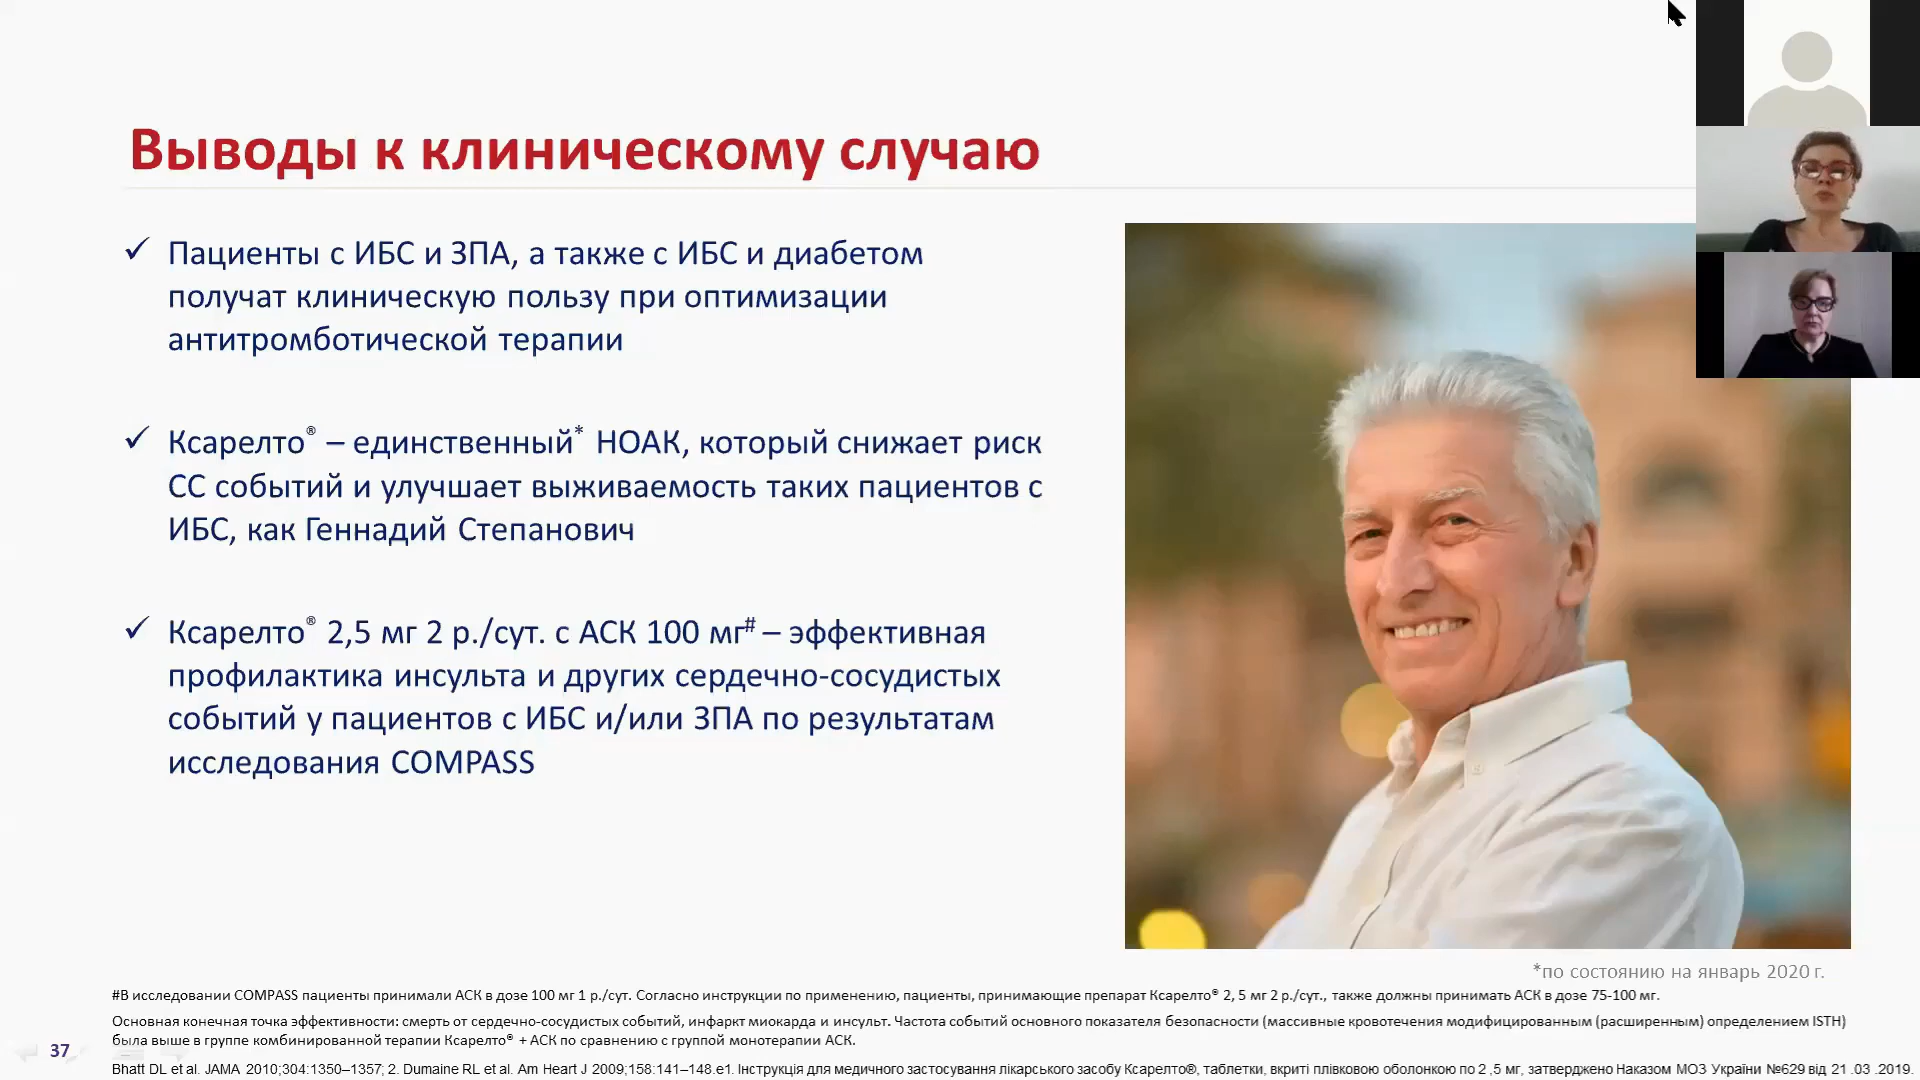 Выводы к клиническому случаю
✓ Пациенты с ИБС и ЗПА, а также с ИБС и диабетом
получат клиническую пользу при оптимизации
антитромботической терапии
✓ Ксарелто® – единственный* НОАК, который снижает риск
СС событий и улучшает выживаемость таких пациентов с
ИБС, как Геннадий Степанович
✓ Ксарелто® 2,5 мг 2 р./сут. с АСК 100 мг# – эффективная
профилактика инсульта и других сердечно-сосудистых
событий у пациентов с ИБС и/или ЗПА по результатам
исследования COMPASS
*по состоянию на январь 2020 г.
#В исследовании COMPASS пациенты принимали АСК в дозе 100 мг 1 р./сут. Согласно инструкции по применению, пациенты, принимающие препарат Ксарелто® 2, 5 мг 2 р./сут., также должны принимать АСК в дозе 75-100 мг.
Основная конечная точка эффективности: смерть от сердечно-сосудистых событий, инфаркт миокарда и инсульт. Частота событий основного показателя безопасности (массивные кровотечения модифицированным (расширенным) определением ISTH)
была выше в группе комбинированной терапии Ксарелто® + АСК по сравнению с группой монотерапии АСК.
37
Bhatt DL et al. JAMA 2010;304:1350–1357; 2. Dumaine RL et al. Am Heart J 2009;158:141–148.e1. Інструкція для медичного застосування лікарського засобу Ксарелто®, таблетки, вкриті плівковою оболонкою по 2 ,5 мг, затверджено Наказом МОЗ України №629 від 21 .03 .2019.